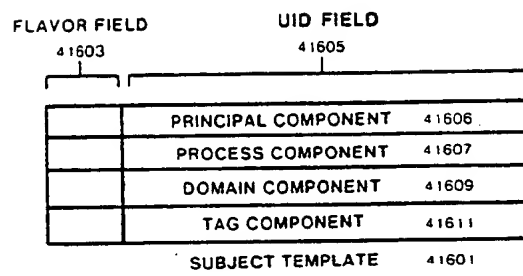 FLAVOR FIELD UID FIELD
41603 41605
PRINCIPAL COMPONENT 41606
PROCESS COMPONENT 41607
DOMAIN COMPONENT 41609
TAG COMPONENT 41611
SUBJECT TEMPLATE 41601